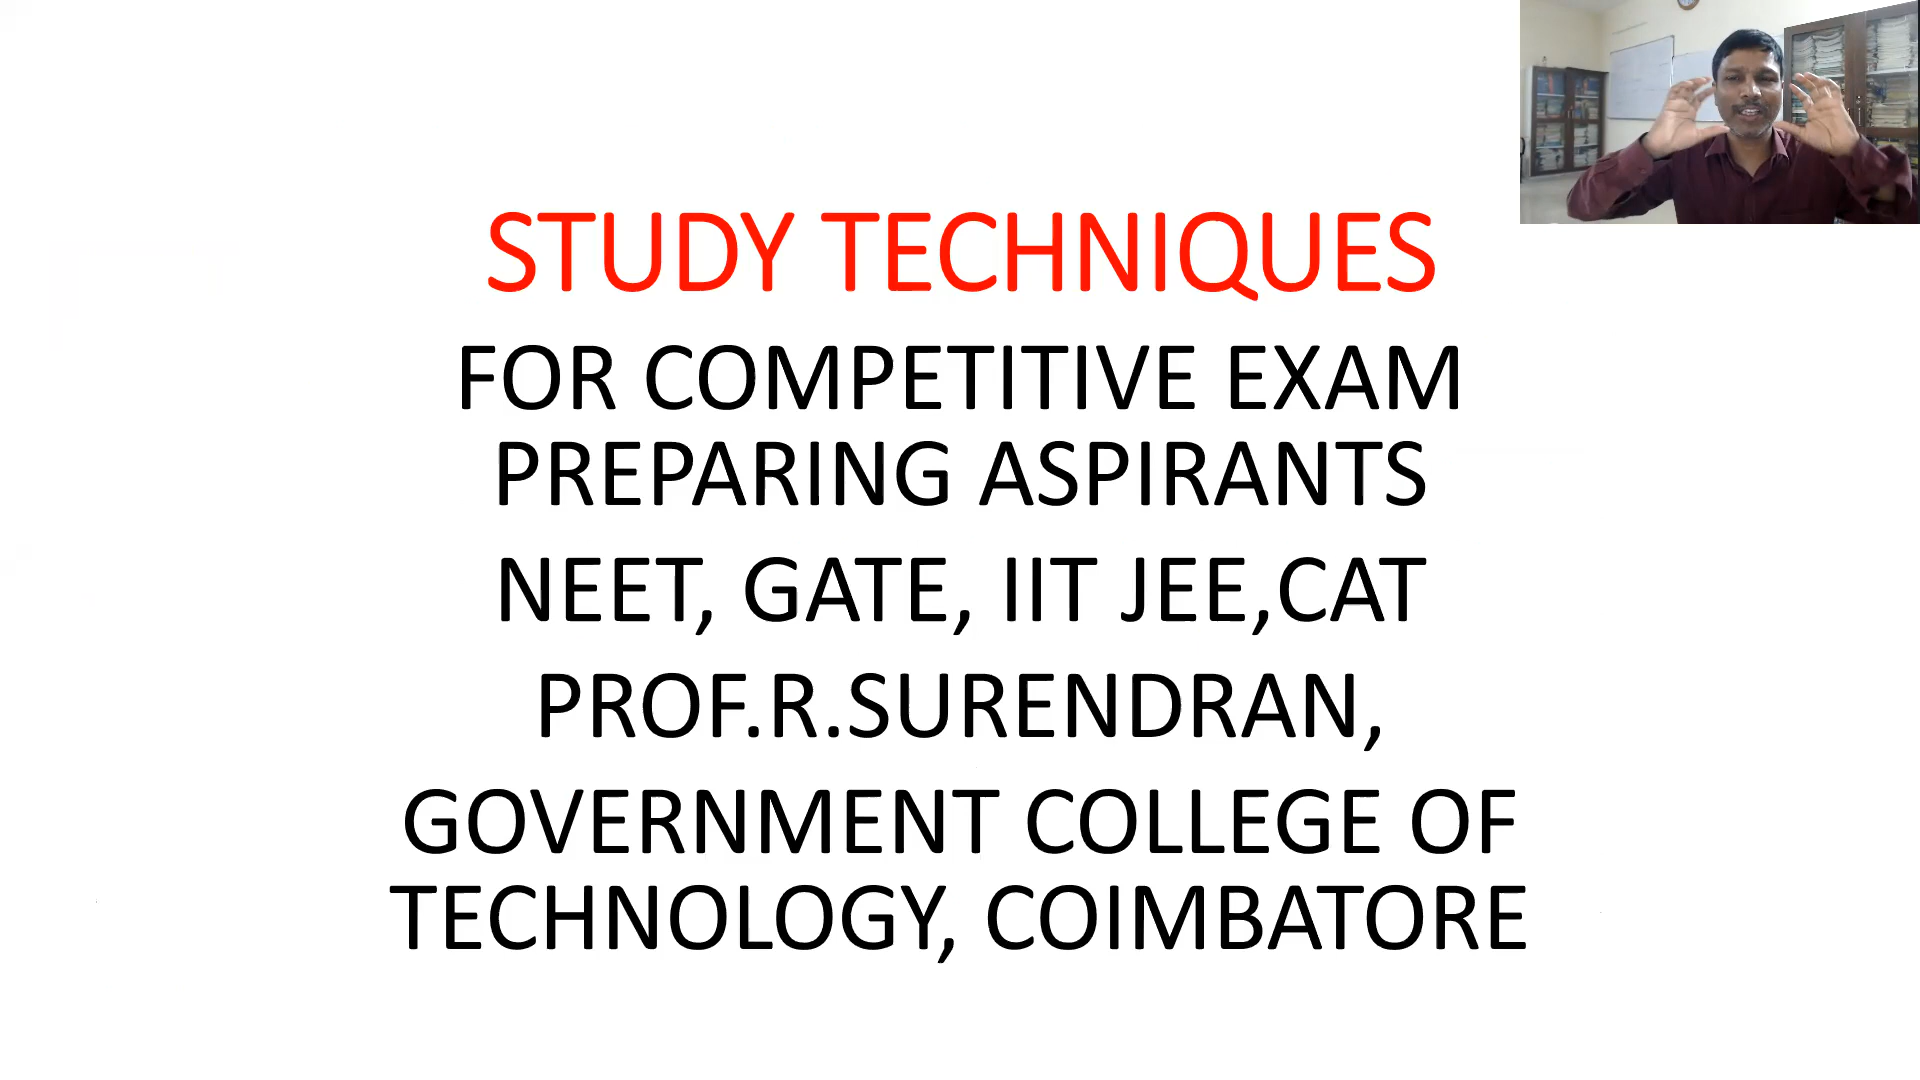 STUDY TECHNIQUES
FOR COMPETITIVE EXAM
PREPARING ASPIRANTS
NEET, GATE, IIT JEE,CAT
PROF.R.SURENDRAN,
GOVERNMENT COLLEGE OF
TECHNOLOGY, COIMBATORE